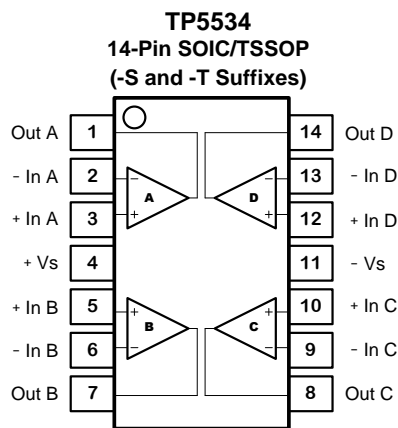 TP5534
14-Pin SOIC/TSSOP
(-S and -T Suffixes)
Out A 1 14 Out D
- In A 2 - - 13 - In D
A D
+ In A 3 + + 12 + In D
+ Vs 4 11 - Vs
+ In B 5 + + 10 + In C
B C
- In B 6 - - 9 - In C
Out B 7 8 Out C